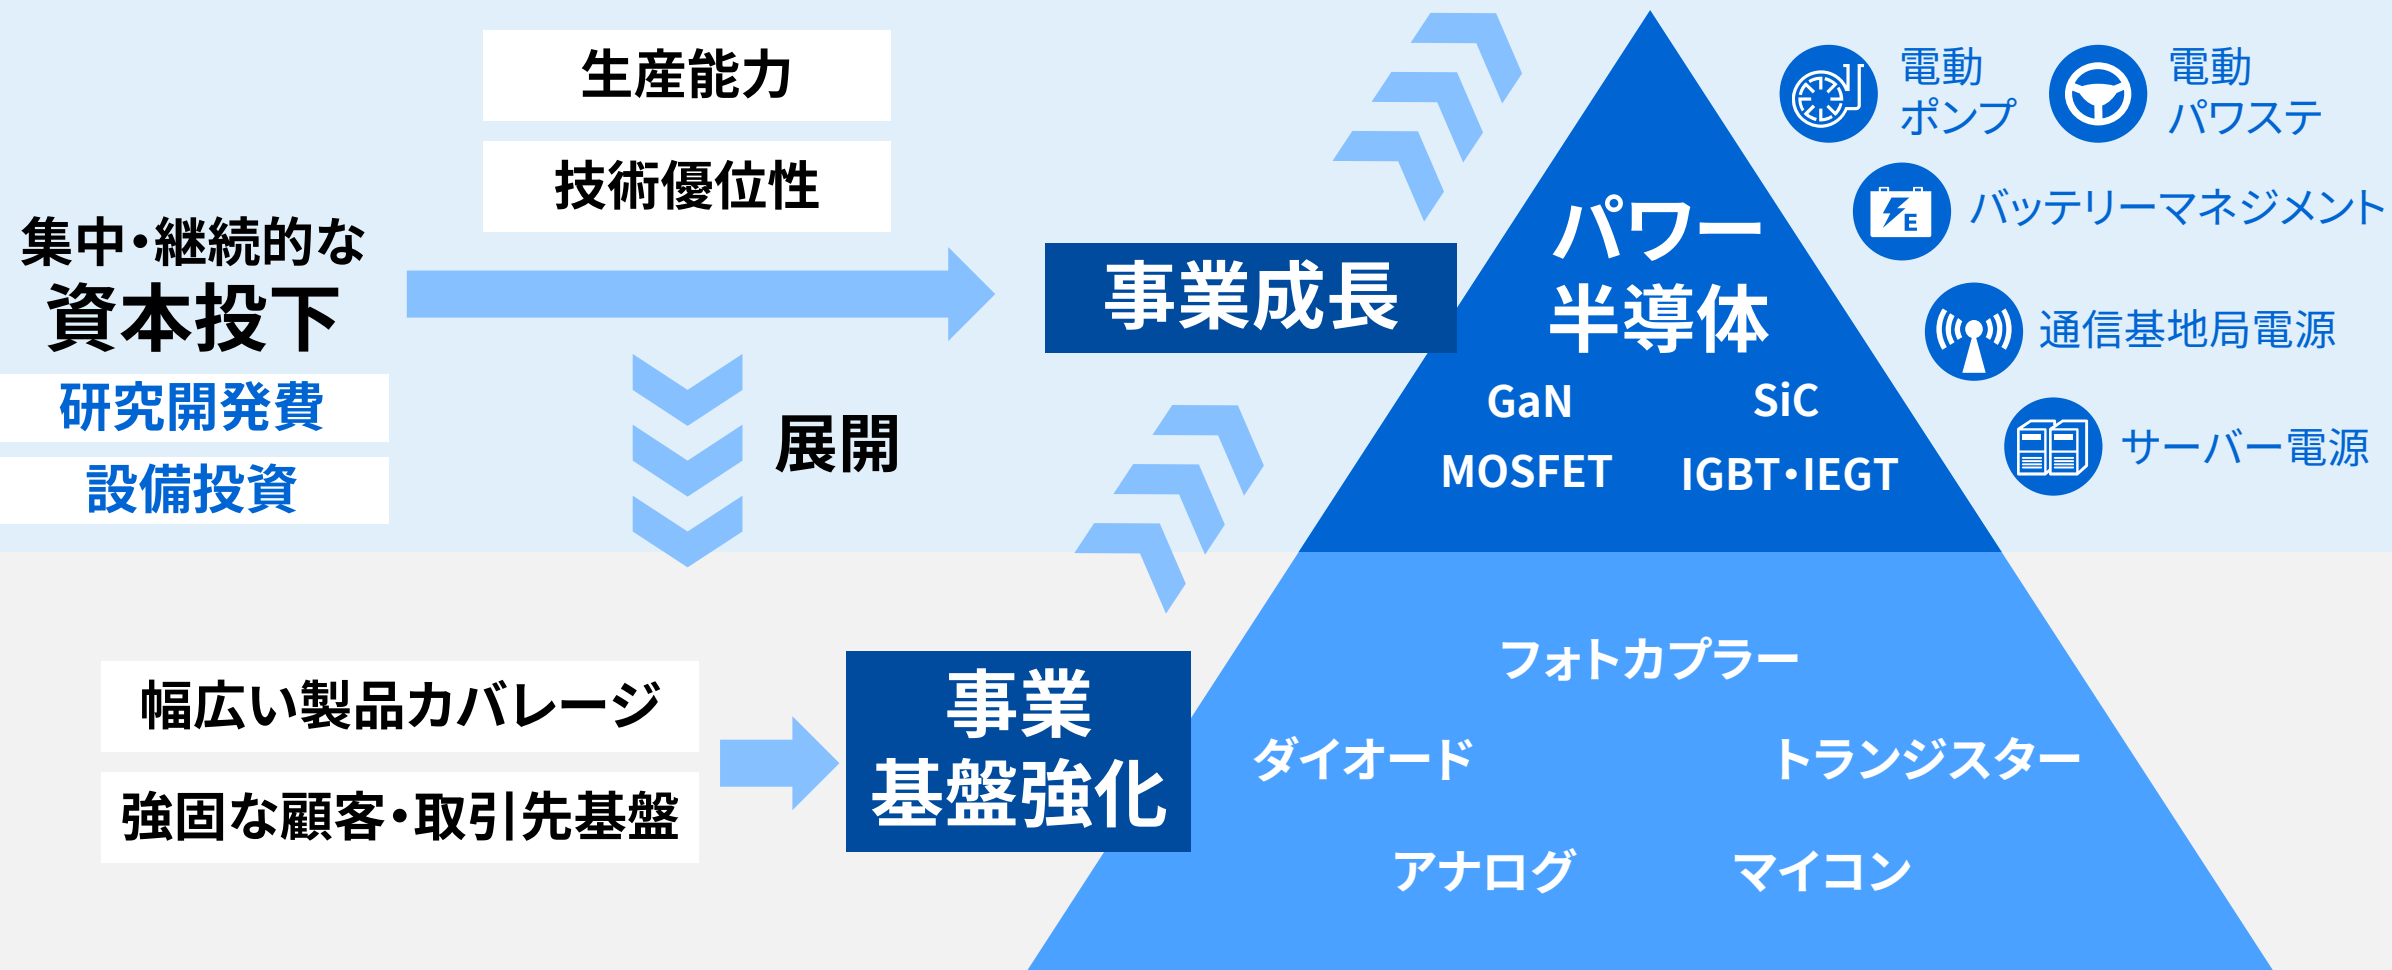 生産能力
技術優位性
集中・継続的な
資本投下
研究開発費
設備投資
展開
事業成長
パワー
半導体
GaN
SiC
MOSFET
IGBT・IEGT
電動
ポンプ
電動
パワステ
バッテリーマネジメント
E
通信基地局電源
サーバー電源
幅広い製品カバレージ
強固な顧客・取引先基盤
事業
基盤強化
フォトカプラー
ダイオード
トランジスター
アナログ
マイコン